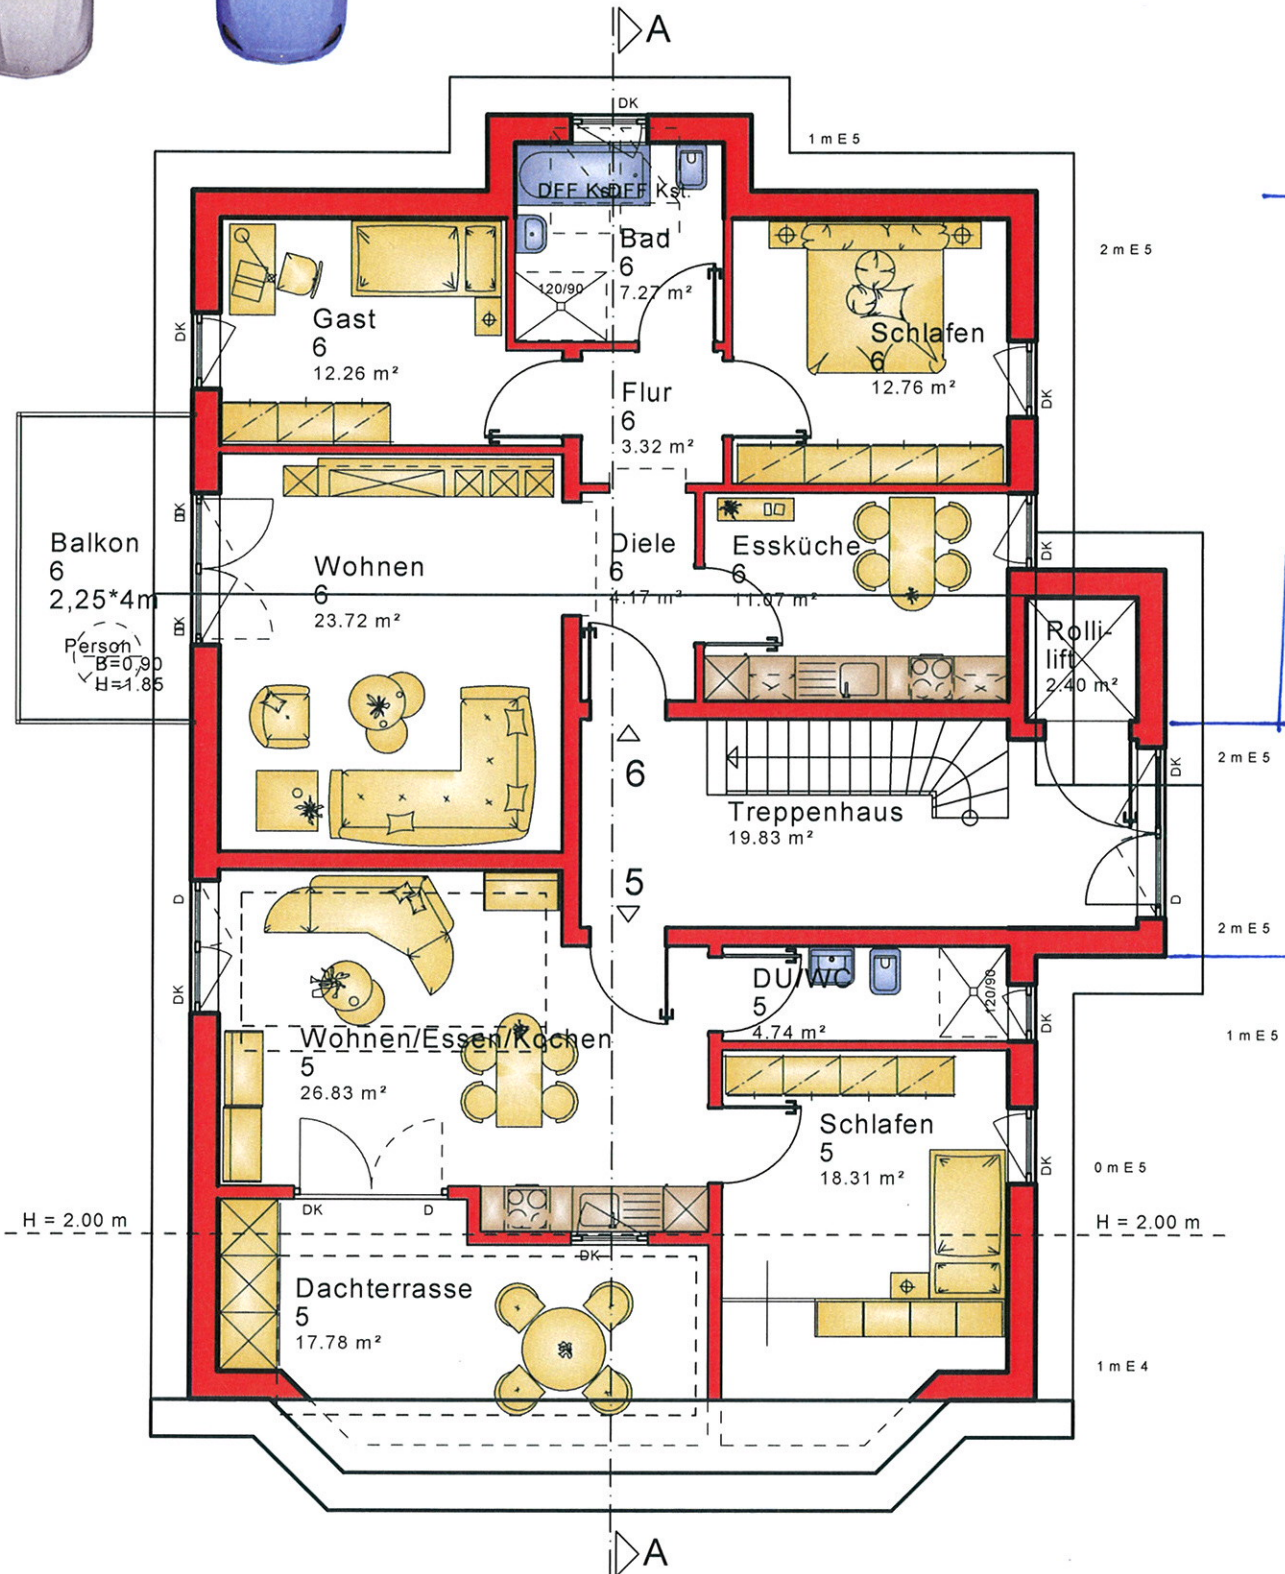 A
DK
1 m E 5
DFF Kst.
DFF Kst.
2 m E 5
Bad
6
7.27 m²
120/90
Gast
6
12.26 m²
DK
Schlafen
6
12.76 m²
DK
Flur
6
3.32 m²
DK
Balkon
6
2,25*4m
Person
B=0,90
H=1.85
DK
Wohnen
6
23.72 m²
Diele
6
4.17 m²
Essküche
6
11.07 m²
DK
Rolli-
lift
2.40 m²
6
DK
2 m E 5
Treppenhaus
19.83 m²
5
D
D
2 m E 5
DU/WC
5
4.74 m²
120/90
DK
DK
1 m E 5
Wohnen/Essen/Kochen
5
26.83 m²
Schlafen
5
18.31 m²
DK
0 m E 5
DK
D
H = 2.00 m
H = 2.00 m
DK
Dachterrasse
5
17.78 m²
1 m E 4
A